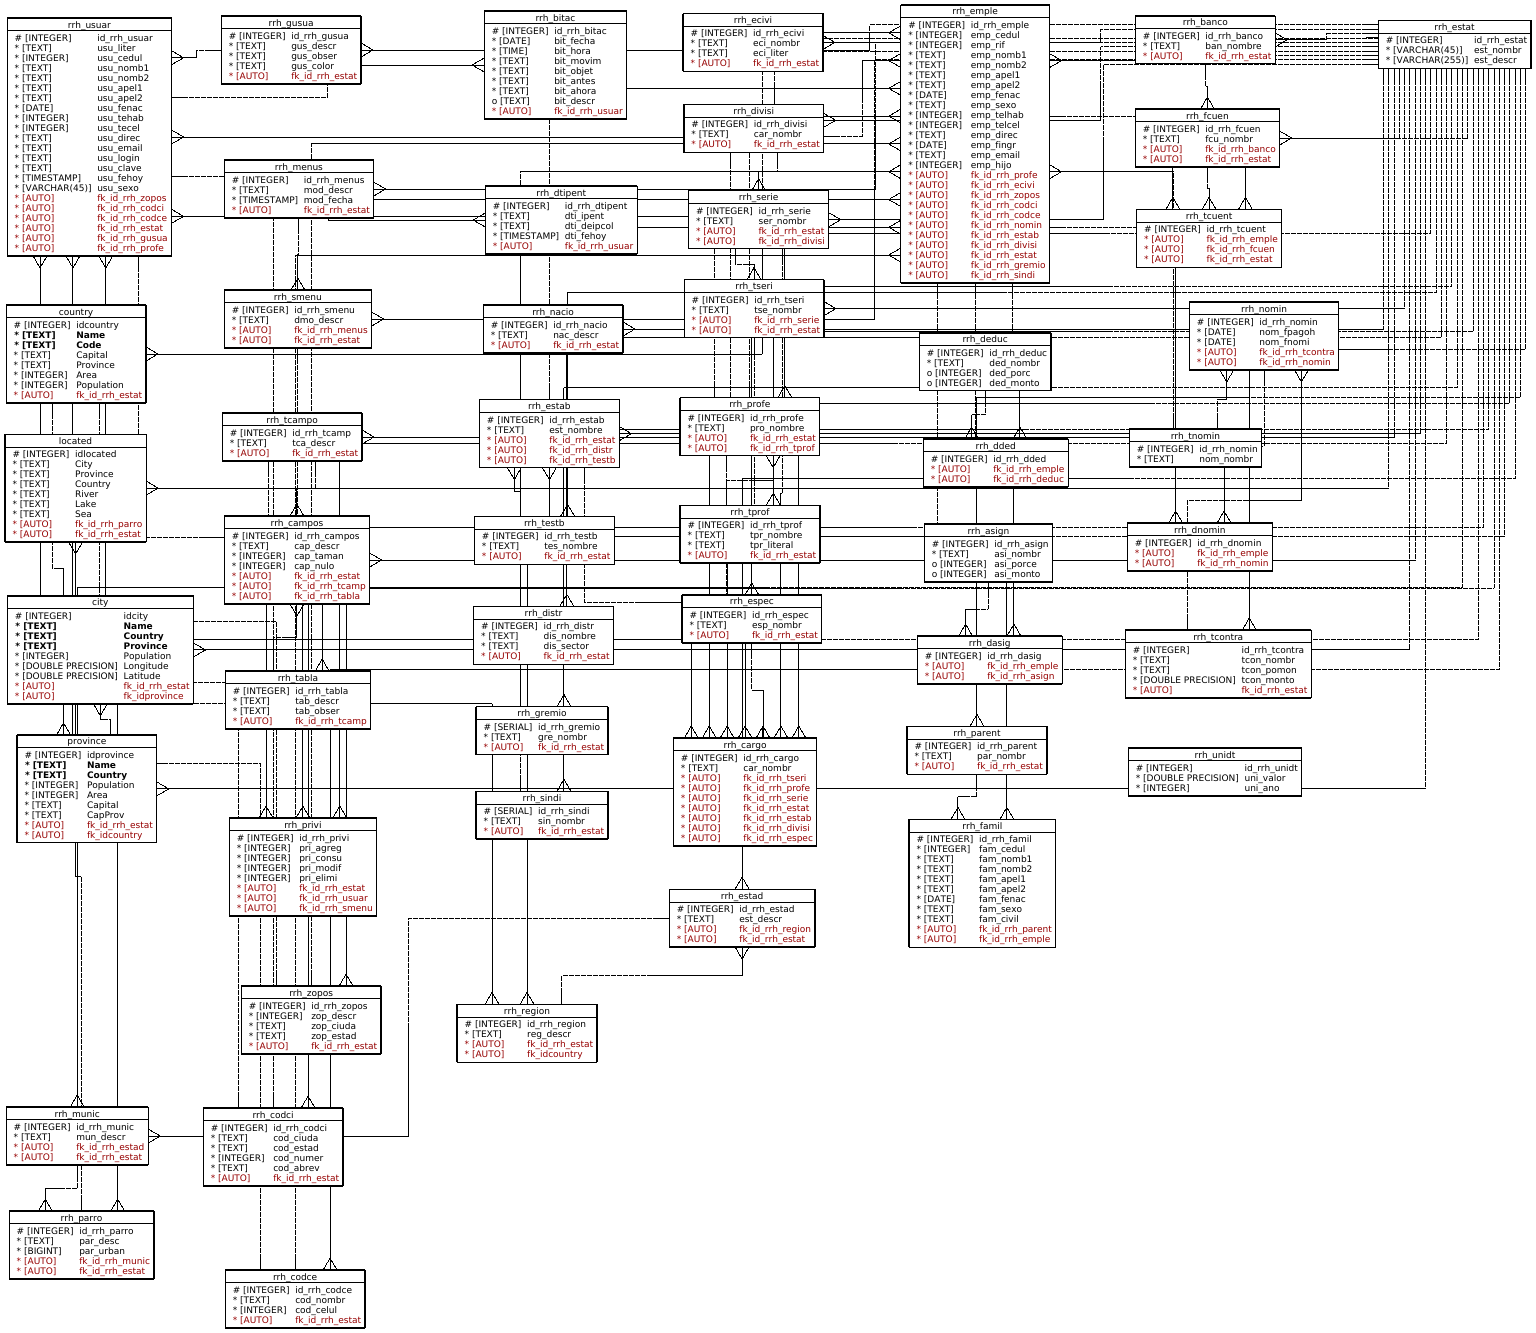 rrh_usuar
# [INTEGER] id_rrh_usuar
* [TEXT] usu_liter
* [INTEGER] usu_cedul
* [TEXT] usu_nomb1
* [TEXT] usu_nomb2
* [TEXT] usu_apel1
* [TEXT] usu_apel2
* [DATE] usu_fenac
* [INTEGER] usu_tehab
* [INTEGER] usu_tecel
* [TEXT] usu_direc
* [TEXT] usu_email
* [TEXT] usu_login
* [TEXT] usu_clave
* [TIMESTAMP] usu_fehoy
* [VARCHAR(45)] usu_sexo
* [AUTO] fk_id_rrh_zopos
* [AUTO] fk_id_rrh_codci
* [AUTO] fk_id_rrh_codce
* [AUTO] fk_id_rrh_estat
* [AUTO] fk_id_rrh_gusua
* [AUTO] fk_id_rrh_profe
country
# [INTEGER] idcountry
* [TEXT] Name
* [TEXT] Code
* [TEXT] Capital
* [TEXT] Province
* [INTEGER] Area
* [INTEGER] Population
* [AUTO] fk_id_rrh_estat
located
# [INTEGER] idlocated
* [TEXT] City
* [TEXT] Province
* [TEXT] Country
* [TEXT] River
* [TEXT] Lake
* [TEXT] Sea
* [AUTO] fk_id_rrh_parro
* [AUTO] fk_id_rrh_estat
city
# [INTEGER] idcity
* [TEXT] Name
* [TEXT] Country
* [TEXT] Province
* [INTEGER] Population
* [DOUBLE PRECISION] Longitude
* [DOUBLE PRECISION] Latitude
* [AUTO] fk_id_rrh_estat
* [AUTO] fk_idprovince
province
# [INTEGER] idprovince
* [TEXT] Name
* [TEXT] Country
* [INTEGER] Population
* [INTEGER] Area
* [TEXT] Capital
* [TEXT] CapProv
* [AUTO] fk_id_rrh_estat
* [AUTO] fk_idcountry
rrh_munic
# [INTEGER] id_rrh_munic
* [TEXT] mun_descr
* [AUTO] fk_id_rrh_estad
* [AUTO] fk_id_rrh_estat
rrh_parro
# [INTEGER] id_rrh_parro
* [TEXT] par_desc
* [BIGINT] par_urban
* [AUTO] fk_id_rrh_munic
* [AUTO] fk_id_rrh_estat
rrh_gusua
# [INTEGER] id_rrh_gusua
* [TEXT] gus_descr
* [TEXT] gus_obser
* [TEXT] gus_color
* [AUTO] fk_id_rrh_estat
rrh_menus
# [INTEGER] id_rrh_menus
* [TEXT] mod_descr
* [TIMESTAMP] mod_fecha
* [AUTO] fk_id_rrh_estat
rrh_smenu
# [INTEGER] id_rrh_smenu
* [TEXT] dmo_descr
* [AUTO] fk_id_rrh_menus
* [AUTO] fk_id_rrh_estat
rrh_tcampo
# [INTEGER] id_rrh_tcamp
* [TEXT] tca_descr
* [AUTO] fk_id_rrh_estat
rrh_campos
# [INTEGER] id_rrh_campos
* [TEXT] cap_descr
* [INTEGER] cap_taman
* [INTEGER] cap_nulo
* [AUTO] fk_id_rrh_estat
* [AUTO] fk_id_rrh_tcamp
* [AUTO] fk_id_rrh_tabla
rrh_tabla
# [INTEGER] id_rrh_tabla
* [TEXT] tab_descr
* [TEXT] tab_obser
* [AUTO] fk_id_rrh_tcamp
rrh_privi
# [INTEGER] id_rrh_privi
* [INTEGER] pri_agreg
* [INTEGER] pri_consu
* [INTEGER] pri_modif
* [INTEGER] pri_elimi
* [AUTO] fk_id_rrh_estat
* [AUTO] fk_id_rrh_usuar
* [AUTO] fk_id_rrh_smenu
rrh_zopos
# [INTEGER] id_rrh_zopos
* [INTEGER] zop_descr
* [TEXT] zop_ciuda
* [TEXT] zop_estad
* [AUTO] fk_id_rrh_estat
rrh_codci
# [INTEGER] id_rrh_codci
* [TEXT] cod_ciuda
* [TEXT] cod_estad
* [INTEGER] cod_numer
* [TEXT] cod_abrev
* [AUTO] fk_id_rrh_estat
rrh_codce
# [INTEGER] id_rrh_codce
* [TEXT] cod_nombr
* [INTEGER] cod_celul
* [AUTO] fk_id_rrh_estat
rrh_bitac
# [INTEGER] id_rrh_bitac
* [DATE] bit_fecha
* [TIME] bit_hora
* [TEXT] bit_movim
* [TEXT] bit_objet
* [TEXT] bit_antes
* [TEXT] bit_ahora
o [TEXT] bit_descr
* [AUTO] fk_id_rrh_usuar
rrh_dtipent
# [INTEGER] id_rrh_dtipent
* [TEXT] dti_ipent
* [TEXT] dti_deipcol
* [TIMESTAMP] dti_fehoy
* [AUTO] fk_id_rrh_usuar
rrh_nacio
# [INTEGER] id_rrh_nacio
* [TEXT] nac_descr
* [AUTO] fk_id_rrh_estat
rrh_estab
# [INTEGER] id_rrh_estab
* [TEXT] est_nombre
* [AUTO] fk_id_rrh_estat
* [AUTO] fk_id_rrh_distr
* [AUTO] fk_id_rrh_testb
rrh_testb
# [INTEGER] id_rrh_testb
* [TEXT] tes_nombre
* [AUTO] fk_id_rrh_estat
rrh_distr
# [INTEGER] id_rrh_distr
* [TEXT] dis_nombre
* [TEXT] dis_sector
* [AUTO] fk_id_rrh_estat
rrh_gremio
# [SERIAL] id_rrh_gremio
* [TEXT] gre_nombr
* [AUTO] fk_id_rrh_estat
rrh_sindi
# [SERIAL] id_rrh_sindi
* [TEXT] sin_nombr
* [AUTO] fk_id_rrh_estat
rrh_region
# [INTEGER] id_rrh_region
* [TEXT] reg_descr
* [AUTO] fk_id_rrh_estat
* [AUTO] fk_idcountry
rrh_ecivi
# [INTEGER] id_rrh_ecivi
* [TEXT] eci_nombr
* [TEXT] eci_liter
* [AUTO] fk_id_rrh_estat
rrh_divisi
# [INTEGER] id_rrh_divisi
* [TEXT] car_nombr
* [AUTO] fk_id_rrh_estat
rrh_serie
# [INTEGER] id_rrh_serie
* [TEXT] ser_nombr
* [AUTO] fk_id_rrh_estat
* [AUTO] fk_id_rrh_divisi
rrh_tseri
# [INTEGER] id_rrh_tseri
* [TEXT] tse_nombr
* [AUTO] fk_id_rrh_serie
* [AUTO] fk_id_rrh_estat
rrh_profe
# [INTEGER] id_rrh_profe
* [TEXT] pro_nombre
* [AUTO] fk_id_rrh_estat
* [AUTO] fk_id_rrh_tprof
rrh_tprof
# [INTEGER] id_rrh_tprof
* [TEXT] tpr_nombre
* [TEXT] tpr_literal
* [AUTO] fk_id_rrh_estat
rrh_espec
# [INTEGER] id_rrh_espec
* [TEXT] esp_nombr
* [AUTO] fk_id_rrh_estat
rrh_cargo
# [INTEGER] id_rrh_cargo
* [TEXT] car_nombr
* [AUTO] fk_id_rrh_tseri
* [AUTO] fk_id_rrh_profe
* [AUTO] fk_id_rrh_serie
* [AUTO] fk_id_rrh_estat
* [AUTO] fk_id_rrh_estab
* [AUTO] fk_id_rrh_divisi
* [AUTO] fk_id_rrh_espec
rrh_estad
# [INTEGER] id_rrh_estad
* [TEXT] est_descr
* [AUTO] fk_id_rrh_region
* [AUTO] fk_id_rrh_estat
rrh_emple
# [INTEGER] id_rrh_emple
* [INTEGER] emp_cedul
* [INTEGER] emp_rif
* [TEXT] emp_nomb1
* [TEXT] emp_nomb2
* [TEXT] emp_apel1
* [TEXT] emp_apel2
* [DATE] emp_fenac
* [TEXT] emp_sexo
* [INTEGER] emp_telhab
* [INTEGER] emp_telcel
* [TEXT] emp_direc
* [DATE] emp_fingr
* [TEXT] emp_email
* [INTEGER] emp_hijo
* [AUTO] fk_id_rrh_profe
* [AUTO] fk_id_rrh_ecivi
* [AUTO] fk_id_rrh_zopos
* [AUTO] fk_id_rrh_codci
* [AUTO] fk_id_rrh_codce
* [AUTO] fk_id_rrh_nomin
* [AUTO] fk_id_rrh_estab
* [AUTO] fk_id_rrh_divisi
* [AUTO] fk_id_rrh_estat
* [AUTO] fk_id_rrh_gremio
* [AUTO] fk_id_rrh_sindi
rrh_deduc
# [INTEGER] id_rrh_deduc
* [TEXT] ded_nombr
o [INTEGER] ded_porc
o [INTEGER] ded_monto
rrh_dded
# [INTEGER] id_rrh_dded
* [AUTO] fk_id_rrh_emple
* [AUTO] fk_id_rrh_deduc
rrh_asign
# [INTEGER] id_rrh_asign
* [TEXT] asi_nombr
o [INTEGER] asi_porce
o [INTEGER] asi_monto
rrh_dasig
# [INTEGER] id_rrh_dasig
* [AUTO] fk_id_rrh_emple
* [AUTO] fk_id_rrh_asign
rrh_parent
# [INTEGER] id_rrh_parent
* [TEXT] par_nombr
* [AUTO] fk_id_rrh_estat
rrh_famil
# [INTEGER] id_rrh_famil
* [INTEGER] fam_cedul
* [TEXT] fam_nomb1
* [TEXT] fam_nomb2
* [TEXT] fam_apel1
* [TEXT] fam_apel2
* [DATE] fam_fenac
* [TEXT] fam_sexo
* [TEXT] fam_civil
* [AUTO] fk_id_rrh_parent
* [AUTO] fk_id_rrh_emple
rrh_banco
# [INTEGER] id_rrh_banco
* [TEXT] ban_nombre
* [AUTO] fk_id_rrh_estat
rrh_fcuen
# [INTEGER] id_rrh_fcuen
* [TEXT] fcu_nombr
* [AUTO] fk_id_rrh_banco
* [AUTO] fk_id_rrh_estat
rrh_tcuent
# [INTEGER] id_rrh_tcuent
* [AUTO] fk_id_rrh_emple
* [AUTO] fk_id_rrh_fcuen
* [AUTO] fk_id_rrh_estat
rrh_nomin
# [INTEGER] id_rrh_nomin
* [DATE] nom_fpagoh
* [DATE] nom_fnomi
* [AUTO] fk_id_rrh_tcontra
* [AUTO] fk_id_rrh_nomin
rrh_tnomin
# [INTEGER] id_rrh_nomin
* [TEXT] nom_nombr
rrh_dnomin
# [INTEGER] id_rrh_dnomin
* [AUTO] fk_id_rrh_emple
* [AUTO] fk_id_rrh_nomin
rrh_tcontra
# [INTEGER] id_rrh_tcontra
* [TEXT] tcon_nombr
* [TEXT] tcon_pomon
* [DOUBLE PRECISION] tcon_monto
* [AUTO] fk_id_rrh_estat
rrh_unidt
# [INTEGER] id_rrh_unidt
* [DOUBLE PRECISION] uni_valor
* [INTEGER] uni_ano
rrh_estat
# [INTEGER] id_rrh_estat
* [VARCHAR(45)] est_nombr
* [VARCHAR(255)] est_descr